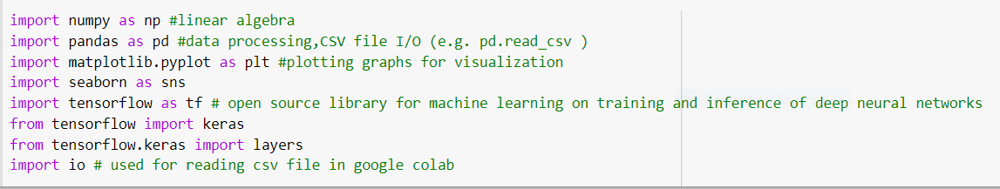 import numpy as np #linear algebra
import pandas as pd #data processing,CSV file I/O (e.g. pd.read_csv )
import matplotlib.pyplot as plt #plotting graphs for visualization
import seaborn as sns
import tensorflow as tf # open source library for machine learning on training and inference of deep neural networks
from tensorflow import keras
from tensorflow.keras import layers
import io # used for reading csv file in google colab